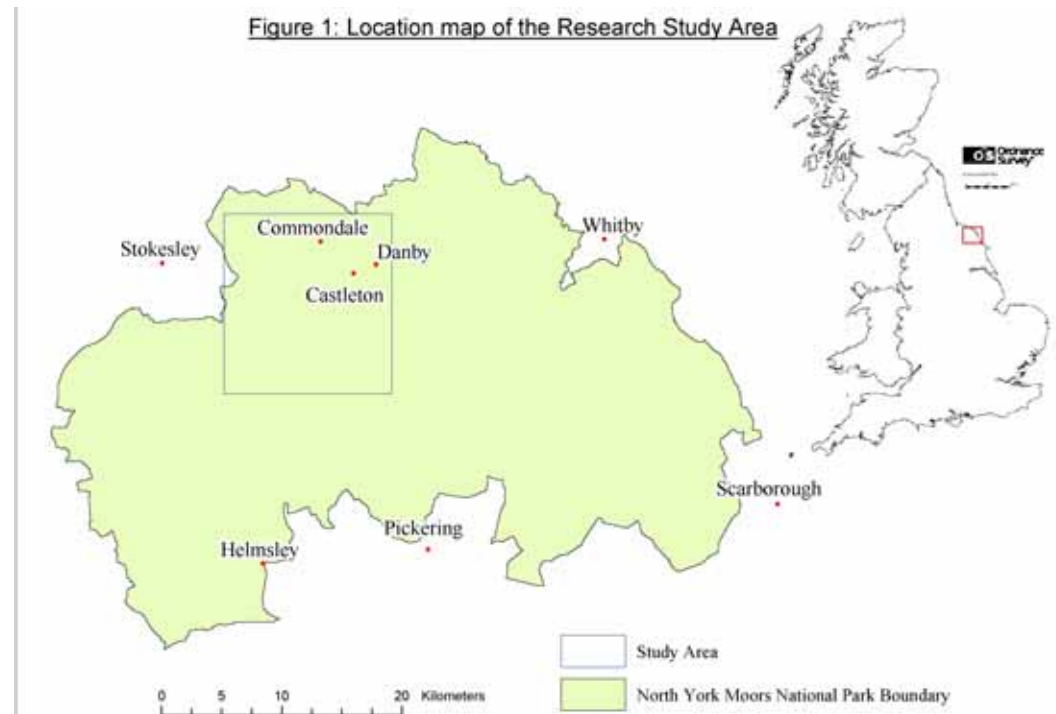 Figure 1: Location map of the Research Study Area
OS Ordnance
Survey
Commondale
Whitby
Stokesley
Danby
Castleton
Scarborough
Pickering
Helmsley
Study Area
0 5 10 20 Kilometers
North York Moors National Park Boundary